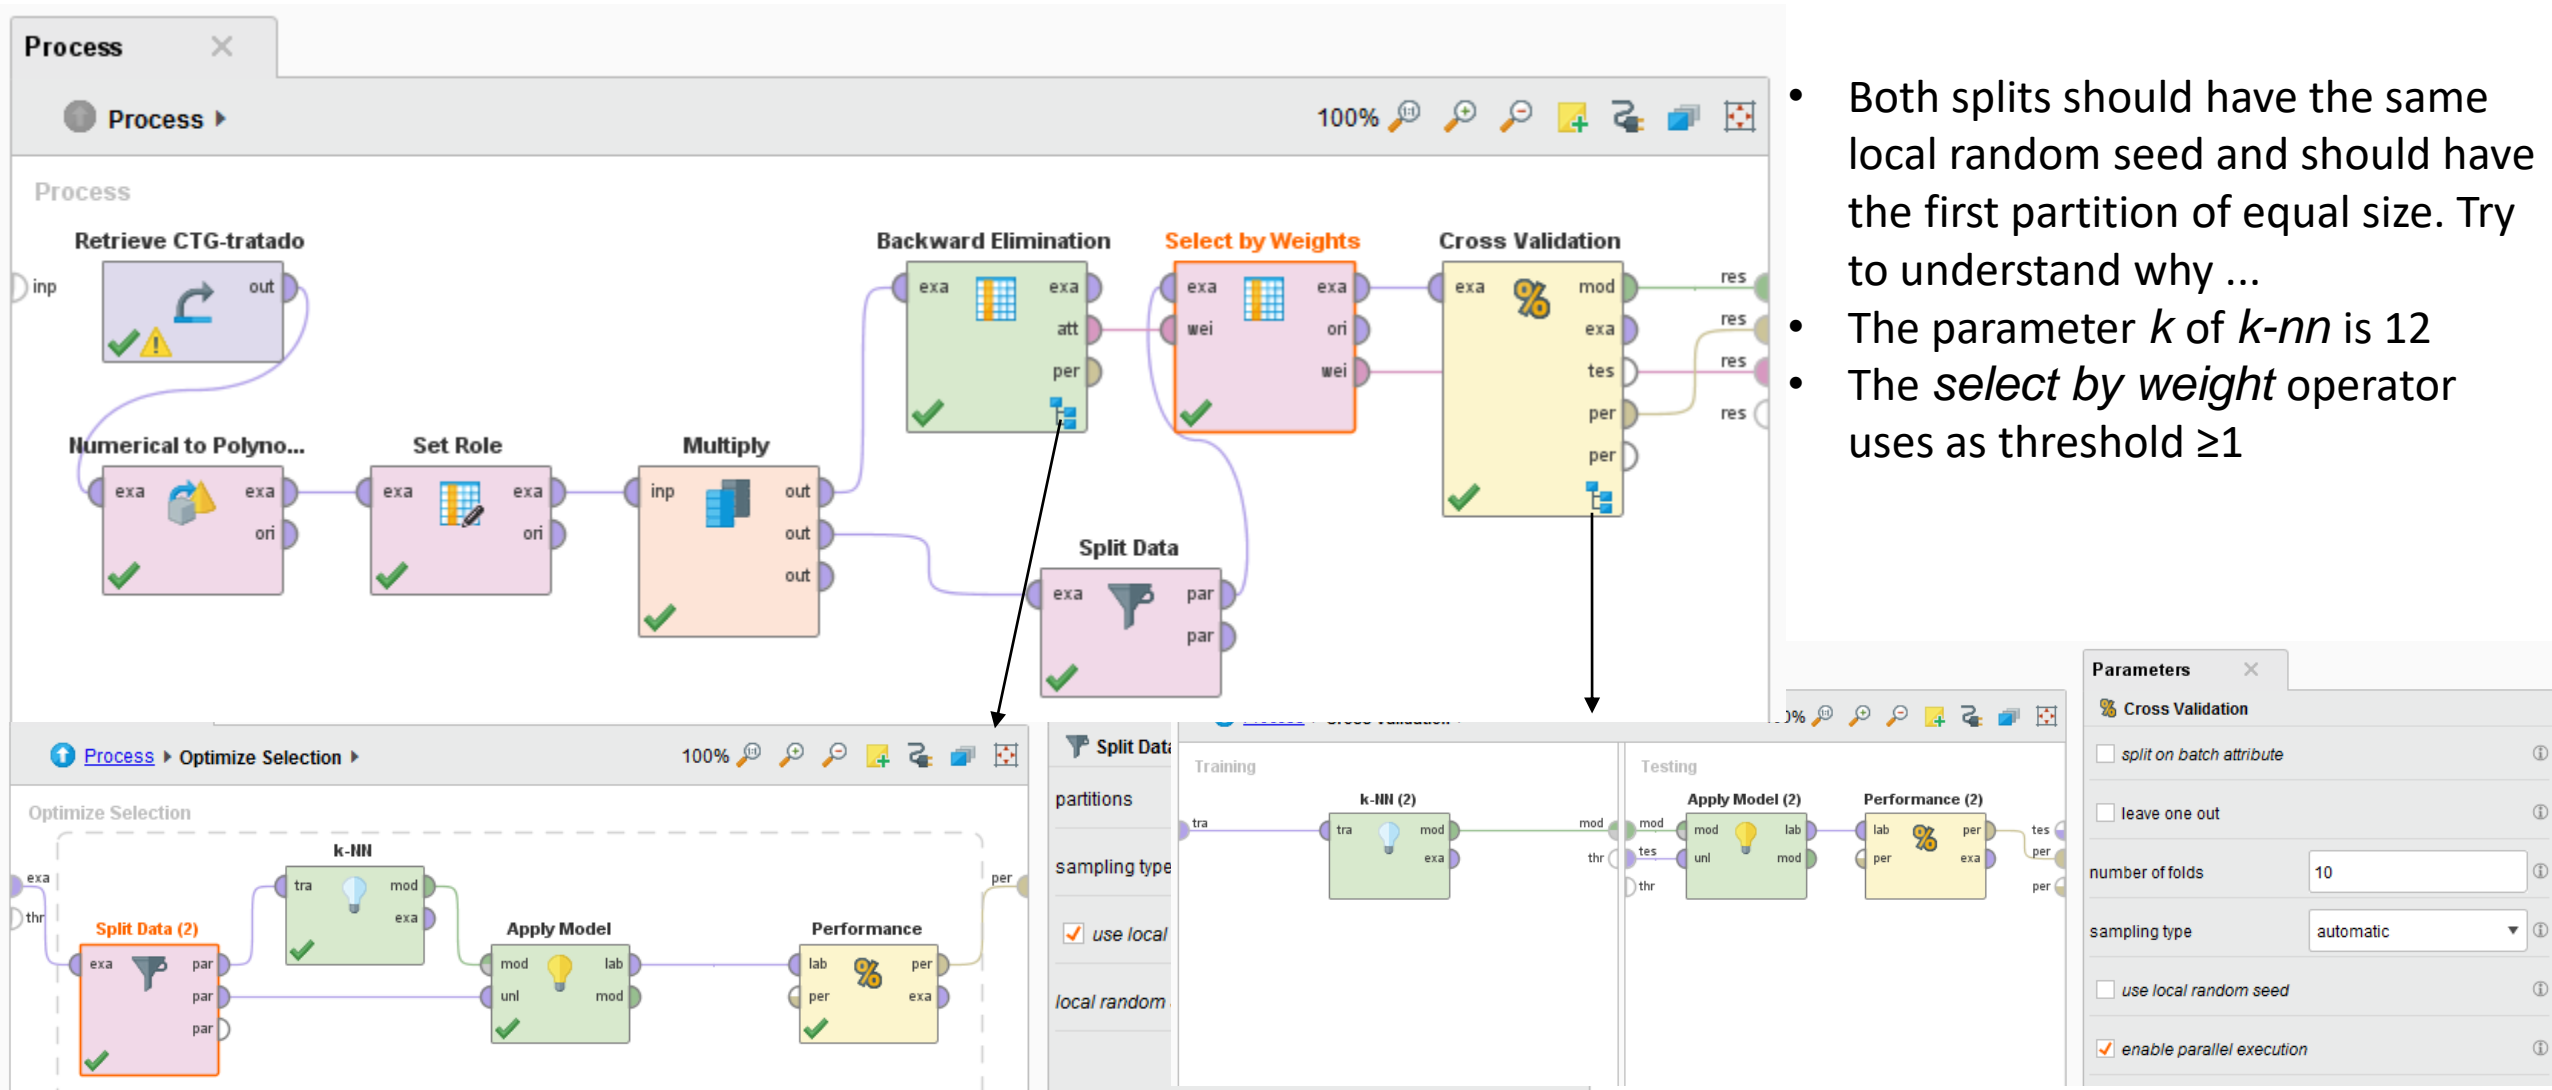 Process
Process
100%
Process
Retrieve CTG-tratado
inp
out
Backward Elimination
exa
exa
att
per
Select by Weights
exa
exa
wei
ori
wei
Cross Validation
exa
mod
exa
tes
per
per
res
res
res
res
Numerical to Polyno...
exa
exa
ori
Set Role
exa
exa
ori
Multiply
inp
out
out
out
Split Data
exa
par
par
• Both splits should have the same
local random seed and should have
the first partition of equal size. Try
to understand why ...
• The parameter k of k-nn is 12
• The select by weight operator
uses as threshold ≥1
Process Optimize Selection
100%
Optimize Selection
exa
thr
Split Data (2)
exa
par
par
par
k-NN
tra
mod
exa
Apply Model
mod
lab
unl
mod
Performance
lab
per
per
exa
per
Split Data
partitions
sampling type
use local
local random
Training
tra
k-NN (2)
tra
mod
exa
mod
thr
Testing
mod
tes
thr
Apply Model (2)
mod
lab
unl
mod
Performance (2)
lab
per
per
exa
tes
per
per
Parameters
Cross Validation
split on batch attribute
leave one out
number of folds
10
sampling type
automatic
use local random seed
enable parallel execution